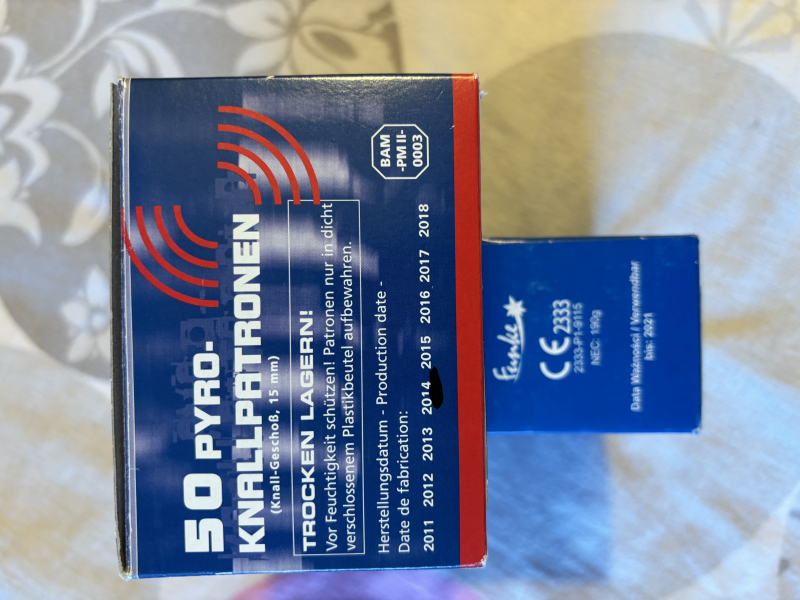 50 PYRO-
KNALLPATRONEN
(Knall-Geschoß, 15 mm)
TROCKEN LAGERN!
Vor Feuchtigkeit schützen! Patronen nur in dicht
verschlossenem Plastikbeutel aufbewahren.
Herstellungsdatum - Production date -
Date de fabrication:
2011 2012 2013 2014 2015 2016 2017 2018
BAM
-PM II-
0003
Funke
CE 2333
2333-P1-9115
NEC: 190g
Data Ważności / Verwendbar
bis: 2021